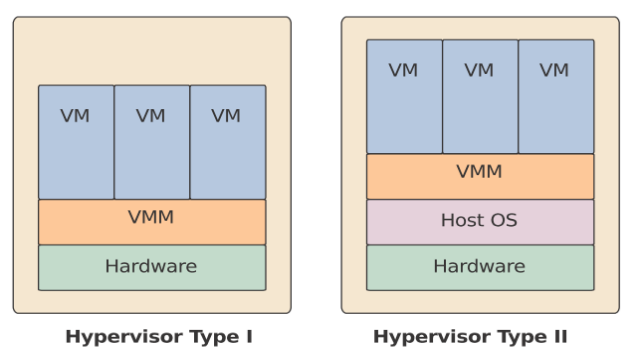 VM VM VM
VMM
Hardware
Hypervisor Type I
VM VM VM
VMM
Host OS
Hardware
Hypervisor Type II